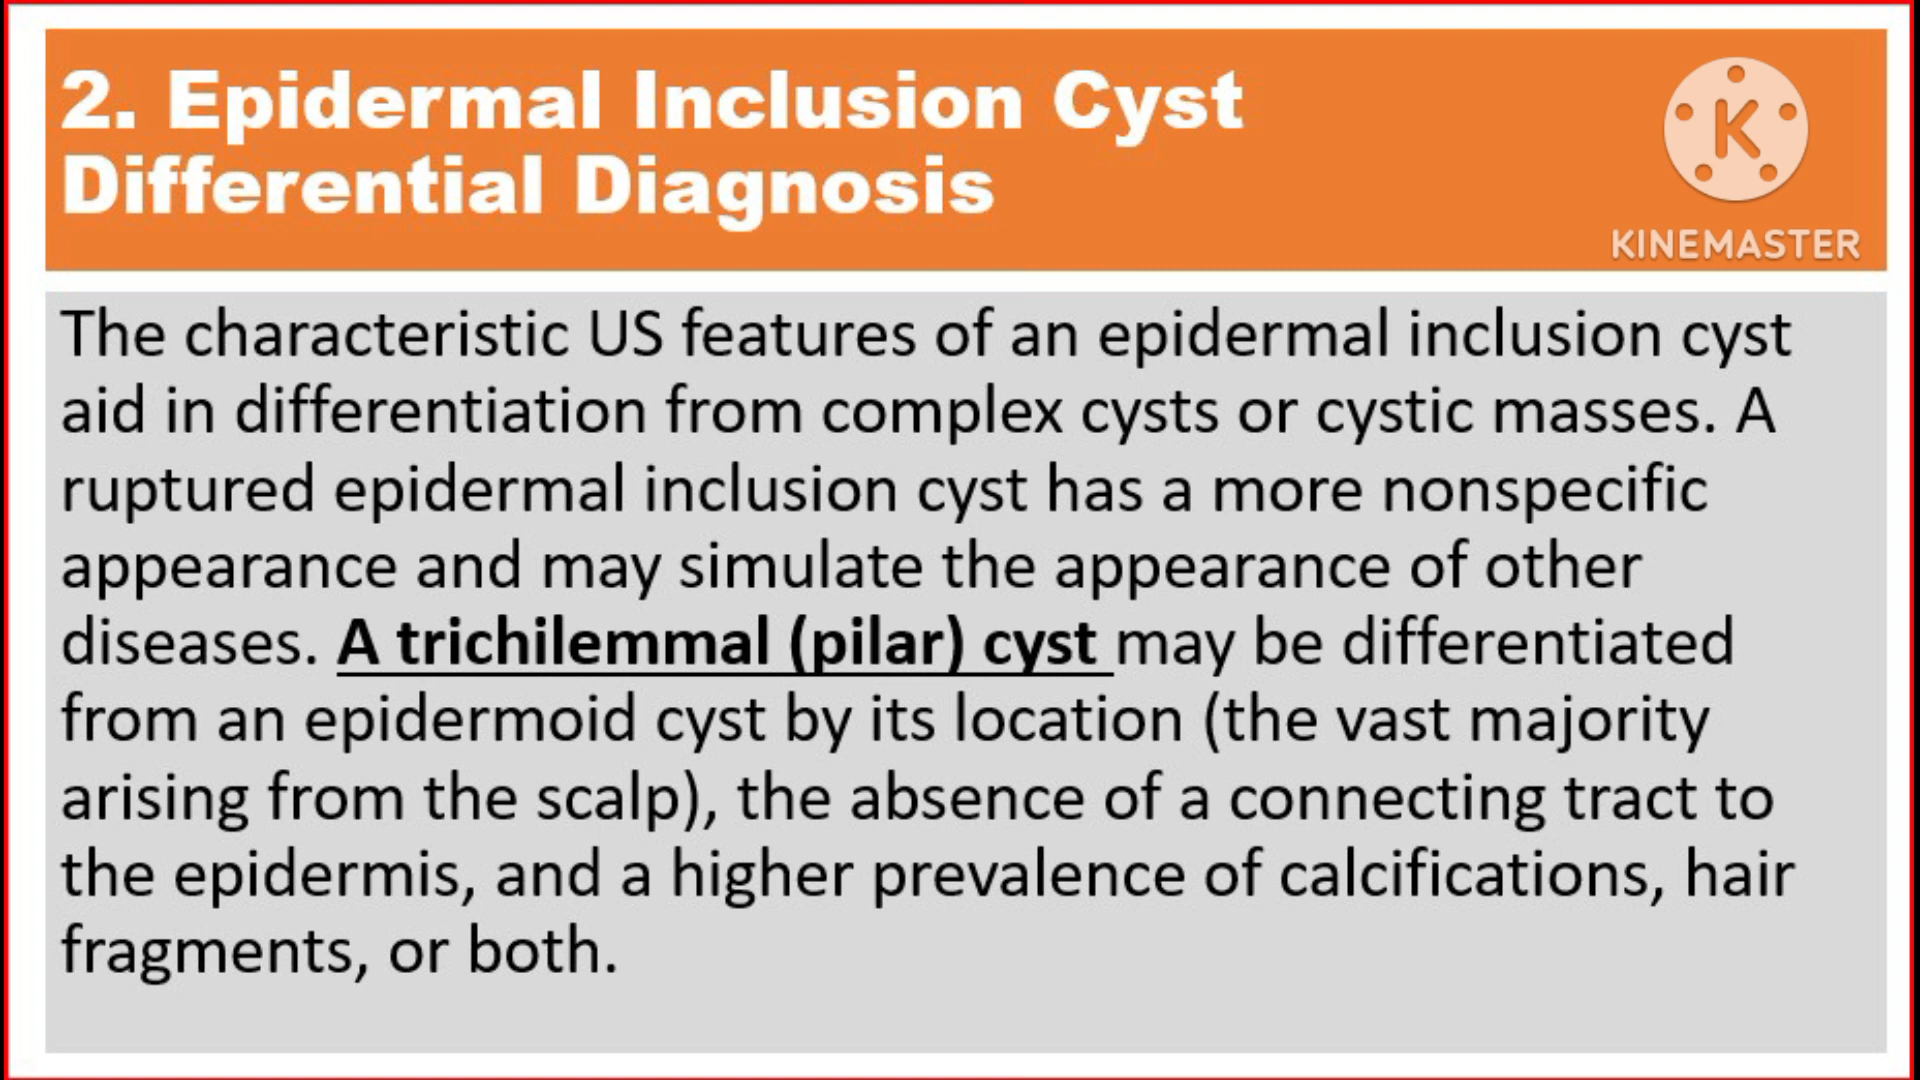 2. Epidermal Inclusion Cyst
Differential Diagnosis
K
KINEMASTER
The characteristic US features of an epidermal inclusion cyst
aid in differentiation from complex cysts or cystic masses. A
ruptured epidermal inclusion cyst has a more nonspecific
appearance and may simulate the appearance of other
diseases. A trichilemmal (pilar) cyst may be differentiated
from an epidermoid cyst by its location (the vast majority
arising from the scalp), the absence of a connecting tract to
the epidermis, and a higher prevalence of calcifications, hair
fragments, or both.